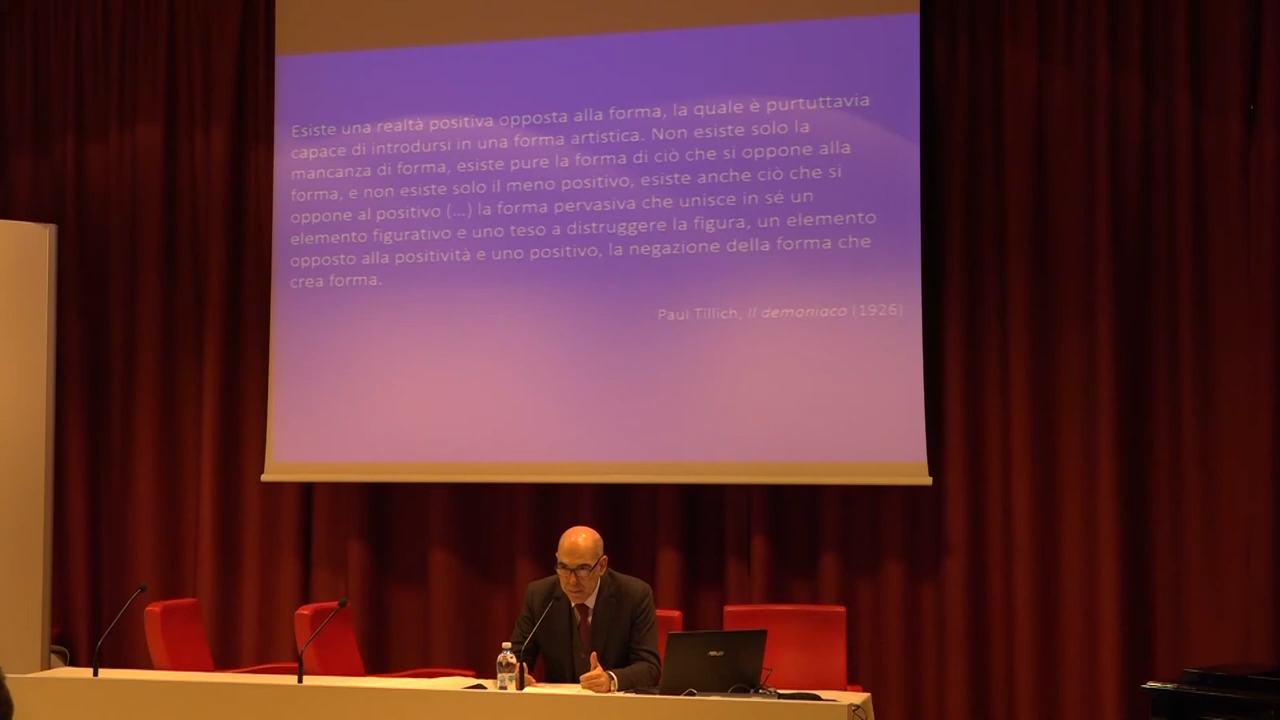 Esiste una realtà positiva opposta alla forma, la quale è purtuttavia
capace di introdursi in una forma artistica. Non esiste solo la
mancanza di forma, esiste pure la forma di ciò che si oppone alla
forma, e non esiste solo il meno positivo, esiste anche ciò che si
oppone al positivo (...) la forma pervasiva che unisce in sé un
elemento figurativo e uno teso a distruggere la figura, un elemento
opposto alla positività e uno positivo, la negazione della forma che
crea forma.
Paul Tillich, Il demoniaco (1926)
ASUS